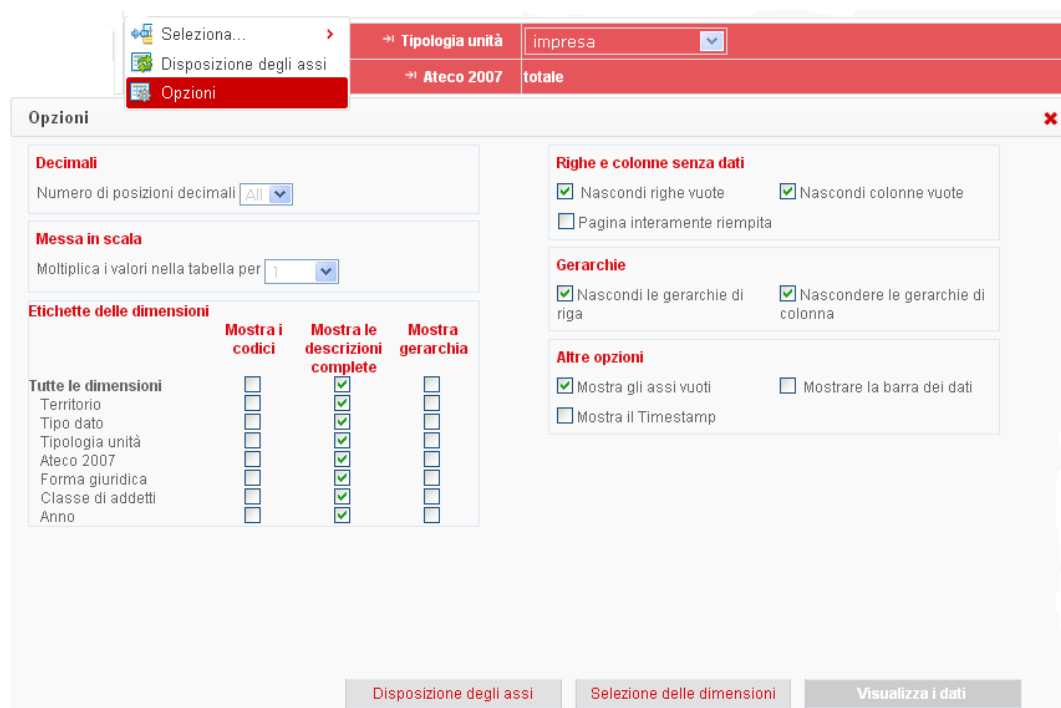 Seleziona...
Disposizione degli assi
Opzioni
Tipologia unità
impresa
Ateco 2007
totale
Opzioni
Decimali
Numero di posizioni decimali All
Messa in scala
Moltiplica i valori nella tabella per 1
Etichette delle dimensioni
Mostra i codici
Mostra le descrizioni complete
Mostra gerarchia
Tutte le dimensioni
Territorio
Tipo dato
Tipologia unità
Ateco 2007
Forma giuridica
Classe di addetti
Anno
Righe e colonne senza dati
Nascondi righe vuote
Nascondi colonne vuote
Pagina interamente riempita
Gerarchie
Nascondi le gerarchie di
riga
Nascondere le gerarchie di
colonna
Altre opzioni
Mostra gli assi vuoti
Mostrare la barra dei dati
Mostra il Timestamp
Disposizione degli assi
Selezione delle dimensioni
Visualizza i dati